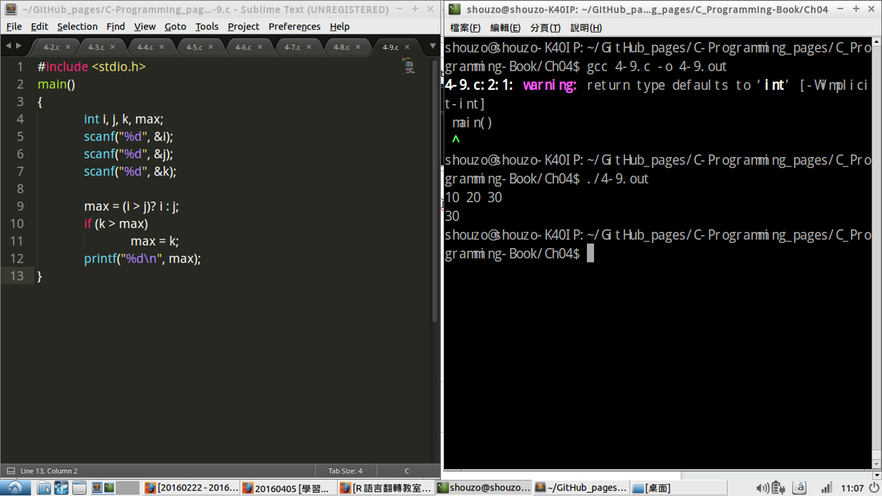 ~/GitHub_pages/C-Programming_pag...-9.c - Sublime Text (UNREGISTERED)
File Edit Selection Find View Goto Tools Project Preferences Help
4-2.c × 4-3.c × 4-4.c × 4-5.c × 4-6.c × 4-7.c × 4-8.c × 4-9.c ×
1 #include <stdio.h>
2 main()
3 {
4 int i, j, k, max;
5 scanf("%d", &i);
6 scanf("%d", &j);
7 scanf("%d", &k);
8
9 max = (i > j)? i : j;
10 if (k > max)
11 max = k;
12 printf("%d\n", max);
13 }
Line 13, Column 2 Tab Size: 4 C
shouzo@shouzo-K40IP: ~/GitHub_pa...g_pages/C_Programming-Book/Ch04
檔案(F) 編輯(E) 分頁(T) 說明(H)
shouzo@shouzo-K40IP:~/GitHub_pages/C-Programming_pages/C_Pro
gramming-Book/Ch04$ gcc 4-9.c -o 4-9.out
4-9.c:2:1: warning: return type defaults to ‘int’ [-Wimplici
t-int]
main()
^
shouzo@shouzo-K40IP:~/GitHub_pages/C-Programming_pages/C_Pro
gramming-Book/Ch04$ ./4-9.out
10 20 30
30
shouzo@shouzo-K40IP:~/GitHub_pages/C-Programming_pages/C_Pro
gramming-Book/Ch04$
[20160222 - 2016... 20160405 [學習... [R 語言翻轉教室... shouzo@shouzo... ~/GitHub_pages... [桌面] 11:07